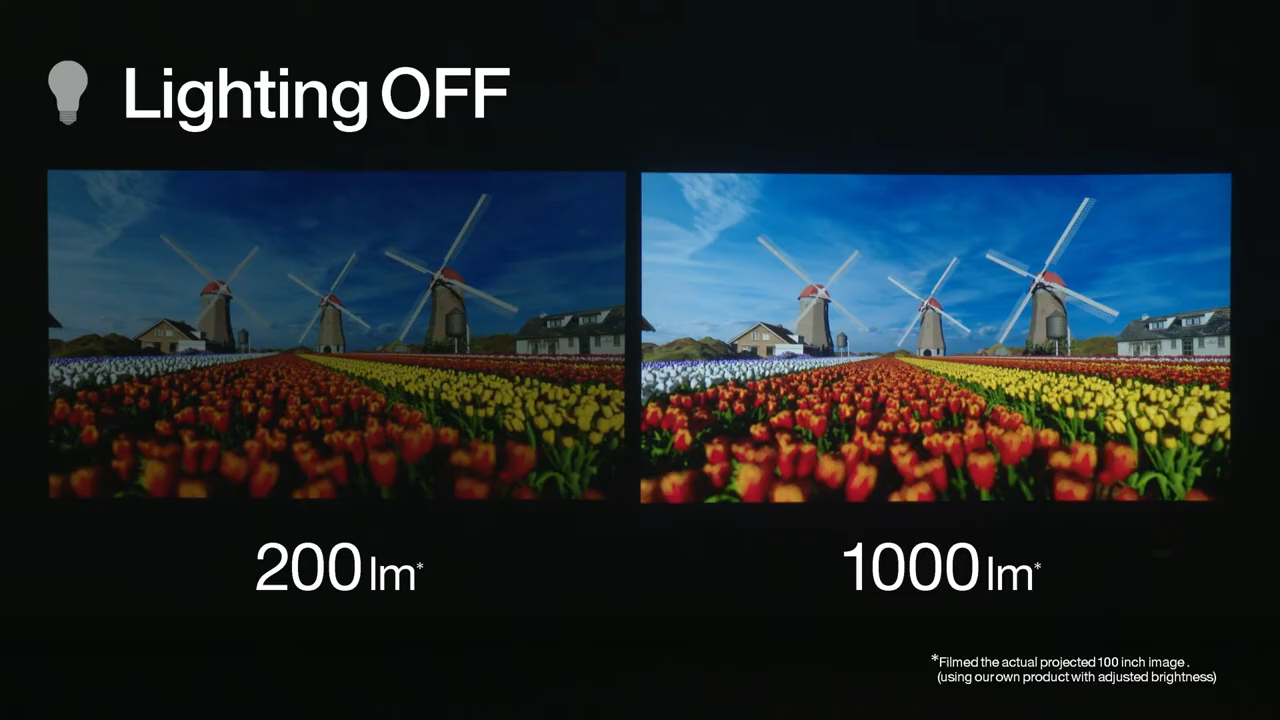 Lighting OFF
200 lm*
1000 lm*
*Filmed the actual projected 100 inch image.
(using our own product with adjusted brightness)